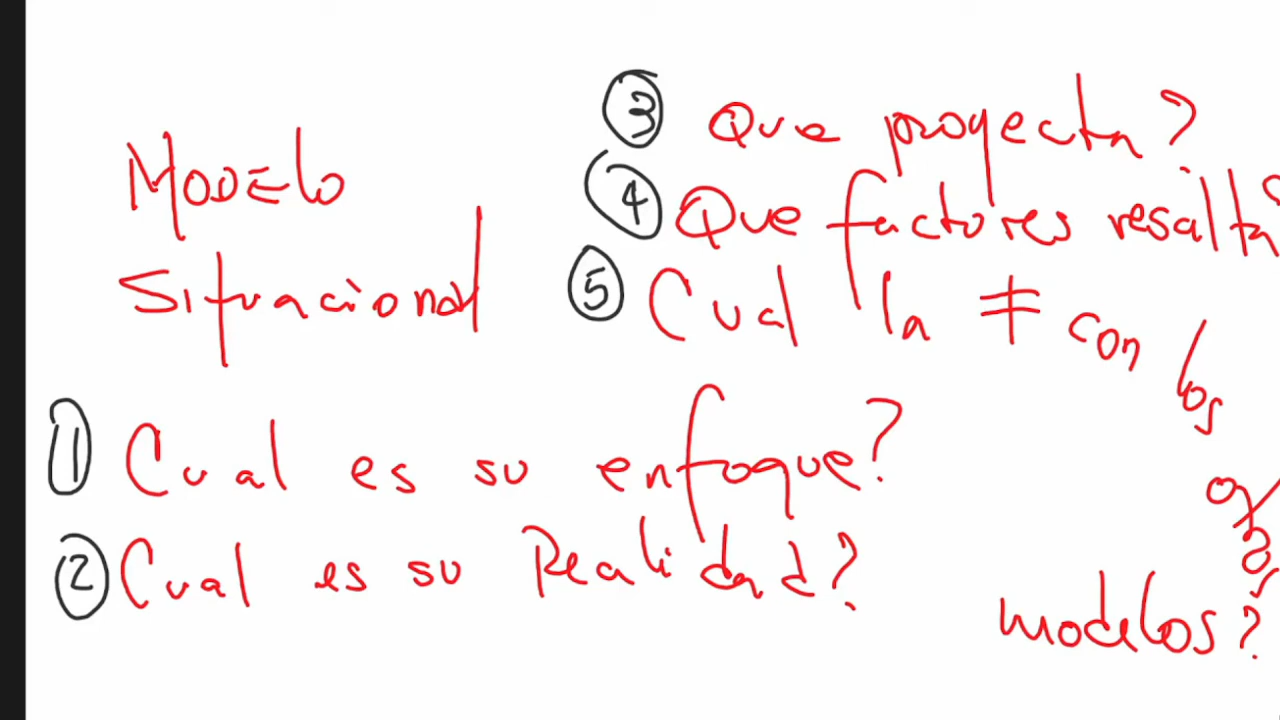 Modelo
Situacional
① Cual es su enfoque?
② Cual es su Realidad?
③ Que proyecta?
④ Que factores resalta?
⑤ Cual la ≠ con los
modelos?